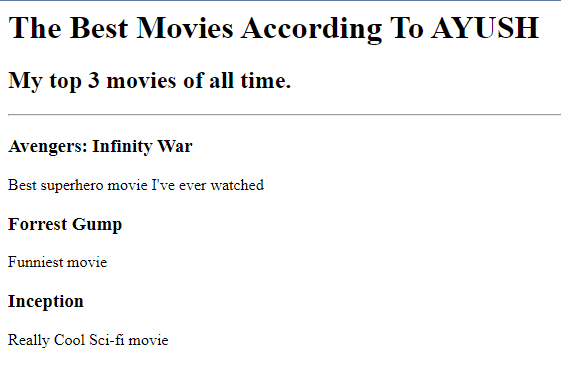 The Best Movies According To AYUSH
My top 3 movies of all time.
Avengers: Infinity War
Best superhero movie I've ever watched
Forrest Gump
Funniest movie
Inception
Really Cool Sci-fi movie